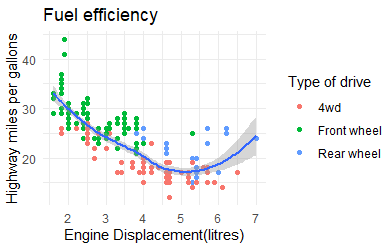 Fuel efficiency
Highway miles per gallons
40
30
20
2 3 4 5 6 7
Engine Displacement(litres)
Type of drive
4wd
Front wheel
Rear wheel